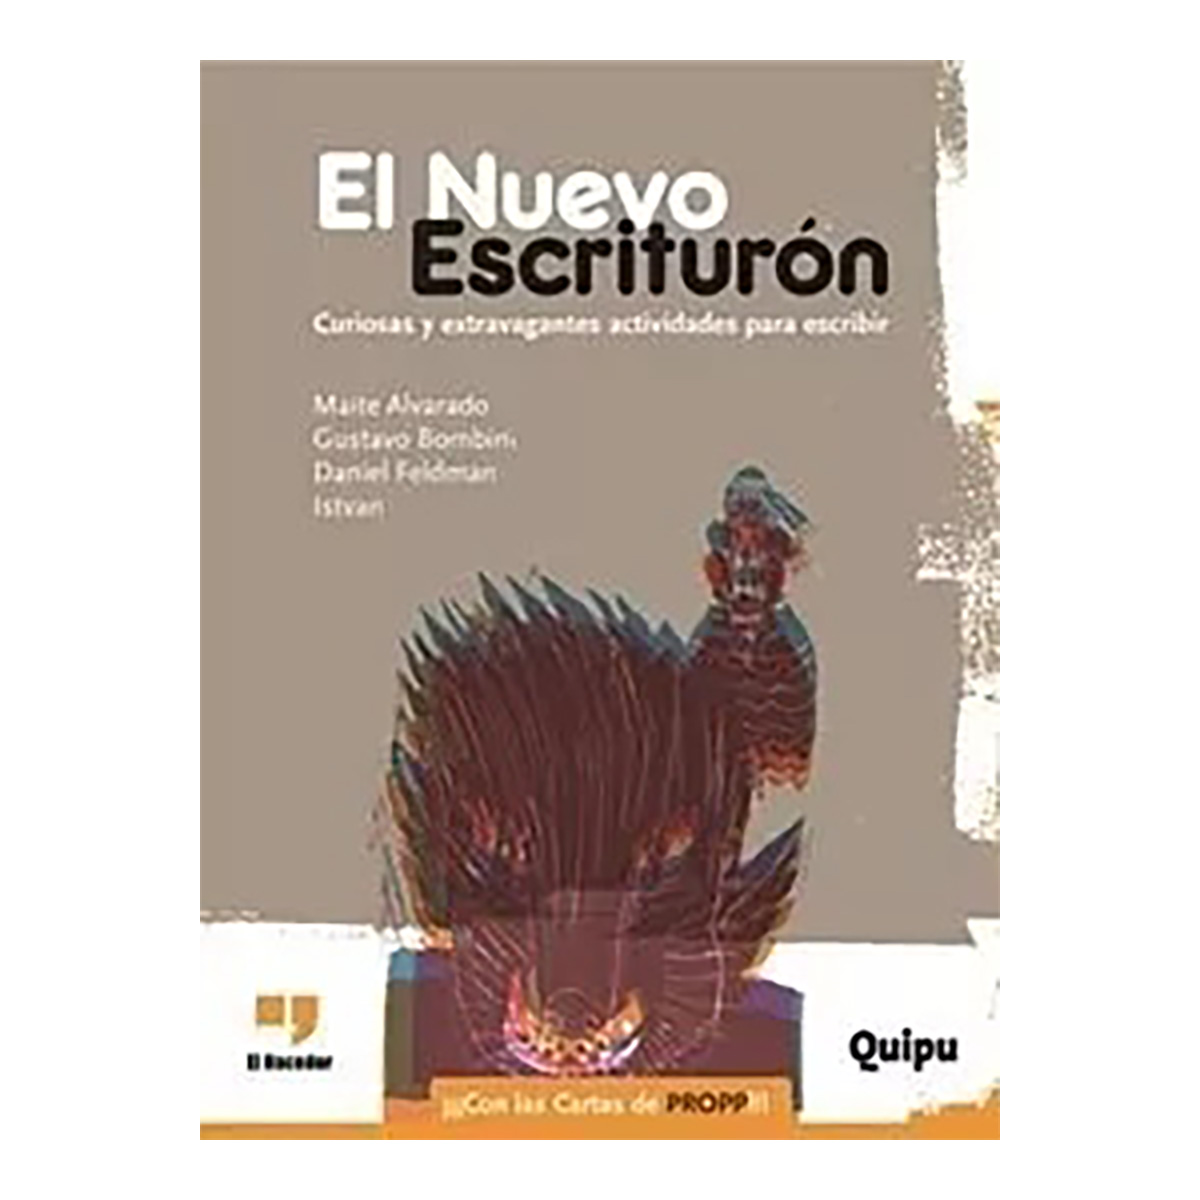 El Nuevo
Escriturón
Curiosas y extravagantes actividades para escribir
Maite Alvarado
Gustavo Bombini
Daniel Feldman
Istvan
El Hacedor
Quipu
¡¡¡Con las Cartas de PROPP!!!